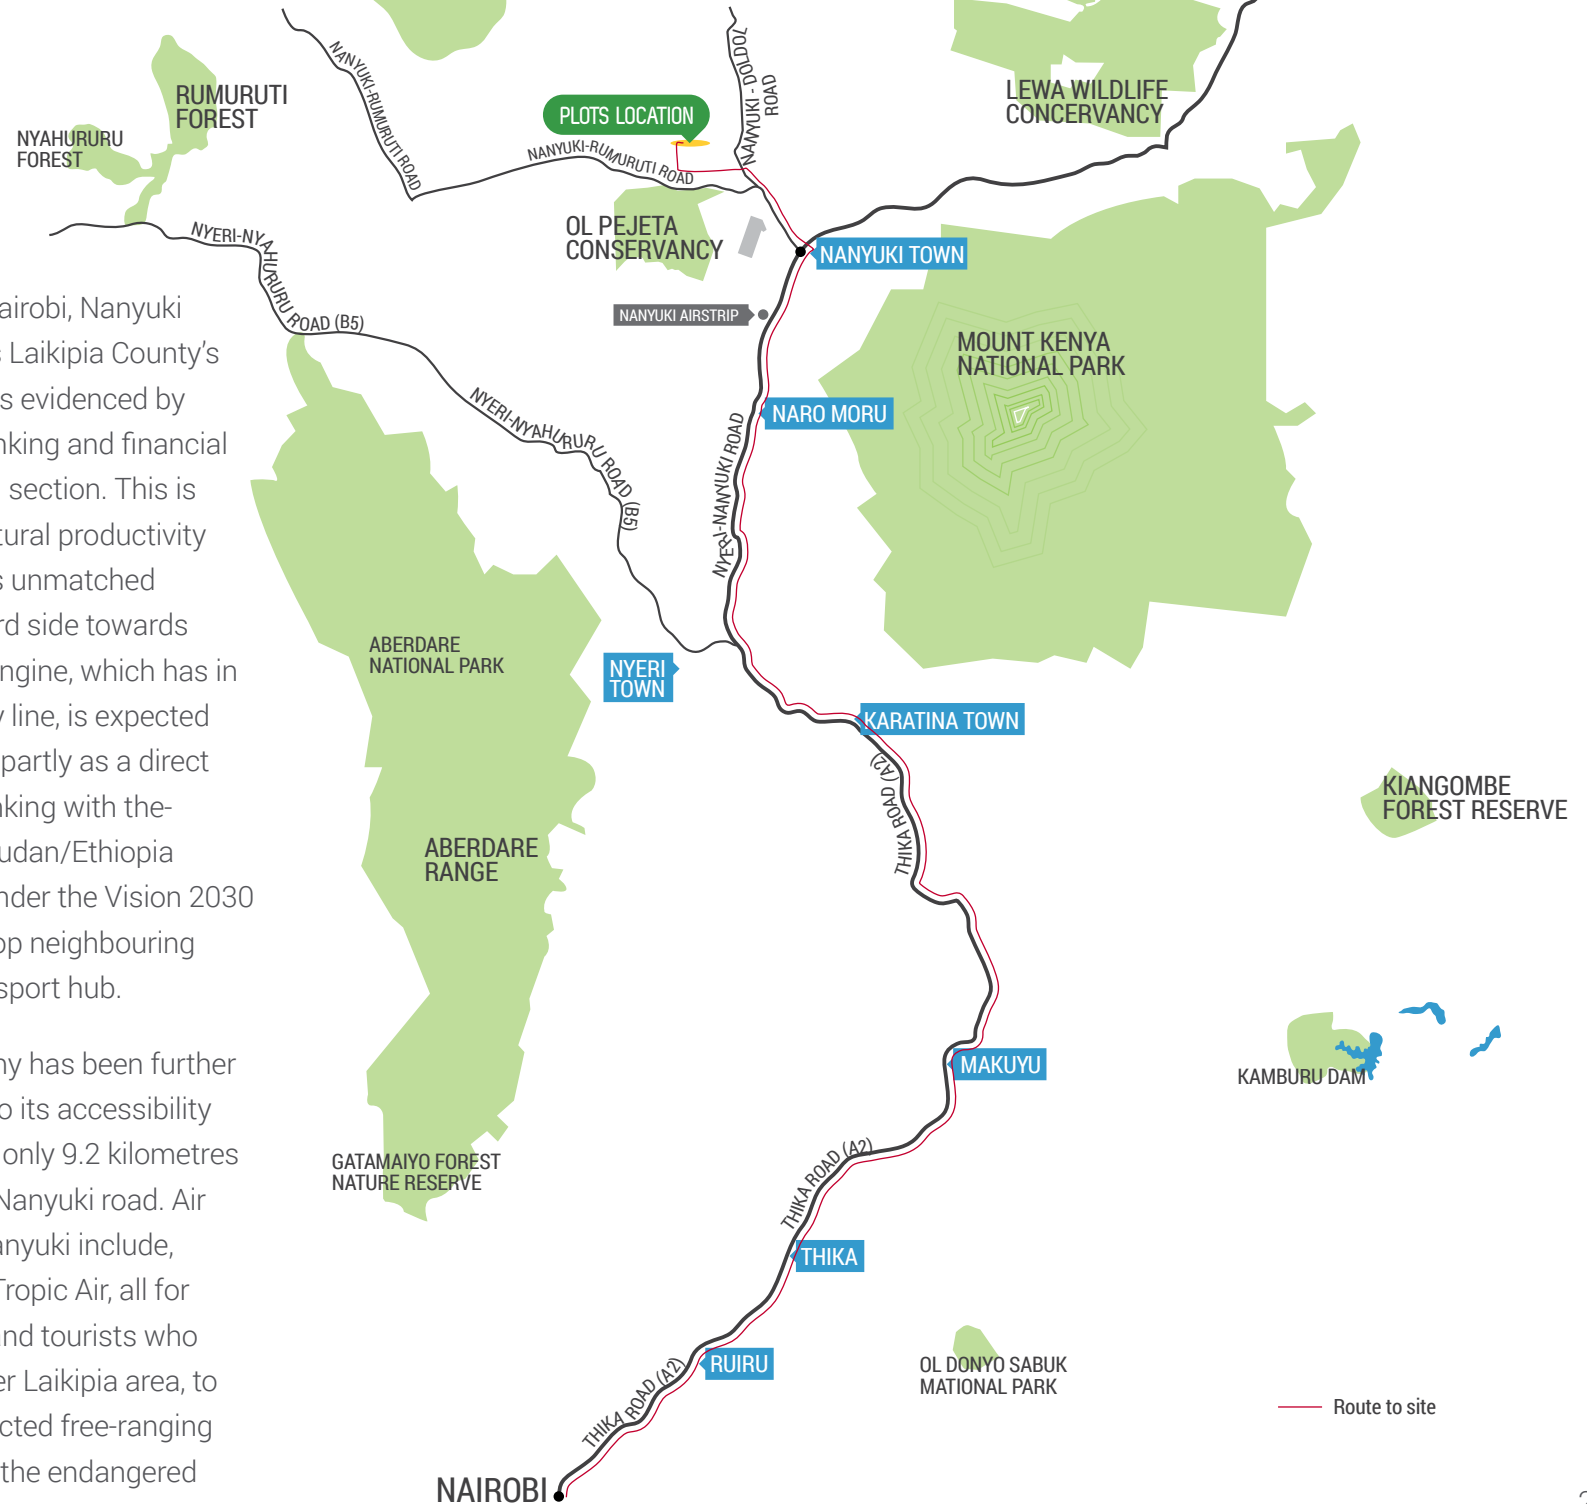 RUMURUTI
FOREST
NYAHURURU
FOREST
NANYUKI-RUMURUTI ROAD
PLOTS LOCATION
NANYUKI-RUMURUTI ROAD
NANYUKI - DOLDOL
ROAD
LEWA WILDLIFE
CONCERVANCY
OL PEJETA
CONSERVANCY
NYERI-NYAHURURU ROAD (B5)
NANYUKI TOWN
NANYUKI AIRSTRIP
MOUNT KENYA
NATIONAL PARK
NARO MORU
NYERI-NYAHURURU ROAD (B5)
NYERI-NANYUKI ROAD
ABERDARE
NATIONAL PARK
NYERI
TOWN
KARATINA TOWN
THIKA ROAD (A2)
KIANGOMBE
FOREST RESERVE
ABERDARE
RANGE
MAKUYU
KAMBURU DAM
GATAMAIYO FOREST
NATURE RESERVE
THIKA ROAD (A2)
THIKA
RUIRU
OL DONYO SABUK
MATIONAL PARK
THIKA ROAD (A2)
Route to site
NAIROBI
airobi, Nanyuki
s Laikipia County's
s evidenced by
nking and financial
section. This is
tural productivity
s unmatched
rd side towards
ngine, which has in
y line, is expected
partly as a direct
nking with the-
udan/Ethiopia
nder the Vision 2030
op neighbouring
sport hub.
ny has been further
o its accessibility
only 9.2 kilometres
Nanyuki road. Air
anyuki include,
Tropic Air, all for
and tourists who
er Laikipia area, to
cted free-ranging
the endangered